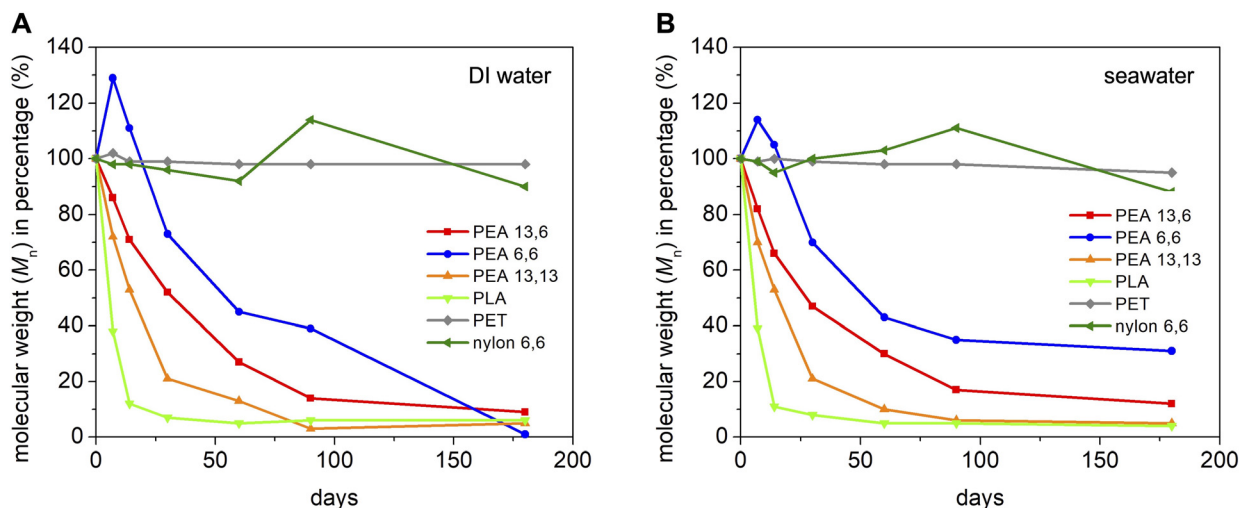 A
molecular weight (Mn) in percentage (%)
140
120
100
80
60
40
20
0
DI water
PEA 13,6
PEA 6,6
PEA 13,13
PLA
PET
nylon 6,6
0 50 100 150 200
days
B
molecular weight (Mn) in percentage (%)
140
120
100
80
60
40
20
0
seawater
PEA 13,6
PEA 6,6
PEA 13,13
PLA
PET
nylon 6,6
0 50 100 150 200
days